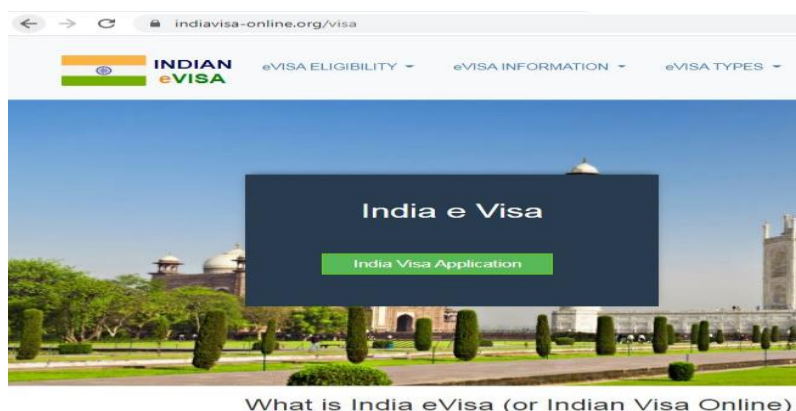 indiavisa-online.org/visa
INDIAN
eVISA
eVISA ELIGIBILITY
eVISA INFORMATION
eVISA TYPES
India e Visa
India Visa Application
What is India eVisa (or Indian Visa Online)